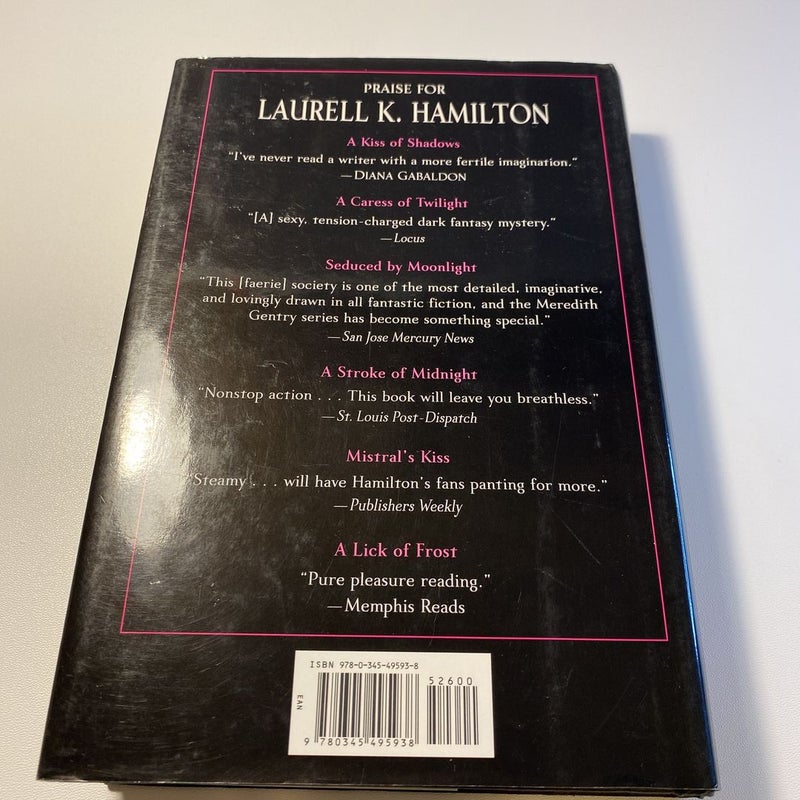 PRAISE FOR
LAURELL K. HAMILTON
A Kiss of Shadows
“I've never read a writer with a more fertile imagination.”
—DIANA GABALDON
A Caress of Twilight
“[A] sexy, tension-charged dark fantasy mystery.”
—Locus
Seduced by Moonlight
“This [faerie] society is one of the most detailed, imaginative,
and lovingly drawn in all fantastic fiction, and the Meredith
Gentry series has become something special.”
—San Jose Mercury News
A Stroke of Midnight
“Nonstop action . . . This book will leave you breathless.”
—St. Louis Post-Dispatch
Mistral's Kiss
“Steamy . . . will have Hamilton's fans panting for more.”
—Publishers Weekly
A Lick of Frost
“Pure pleasure reading.”
—Memphis Reads
ISBN 978-0-345-49593-8
52600
EAN
9 780345 495938